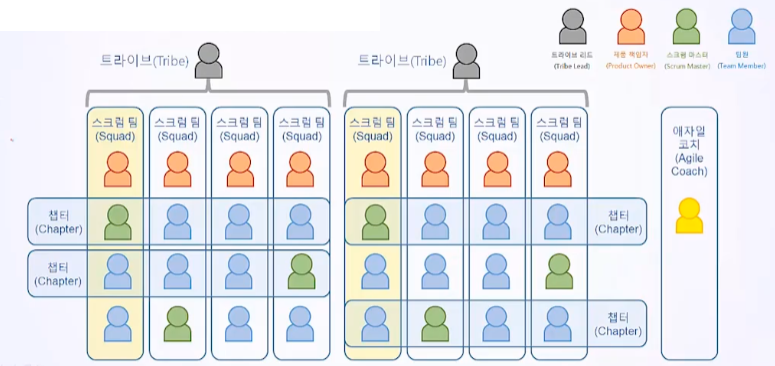 트라이브 리드
(Tribe Lead)
제품 책임자
(Product Owner)
스크럼 마스터
(Scrum Master)
팀원
(Team Member)
트라이브(Tribe)
트라이브(Tribe)
스크럼 팀
(Squad)
스크럼 팀
(Squad)
스크럼 팀
(Squad)
스크럼 팀
(Squad)
스크럼 팀
(Squad)
스크럼 팀
(Squad)
스크럼 팀
(Squad)
스크럼 팀
(Squad)
애자일
코치
(Agile
Coach)
챕터
(Chapter)
챕터
(Chapter)
챕터
(Chapter)
챕터
(Chapter)